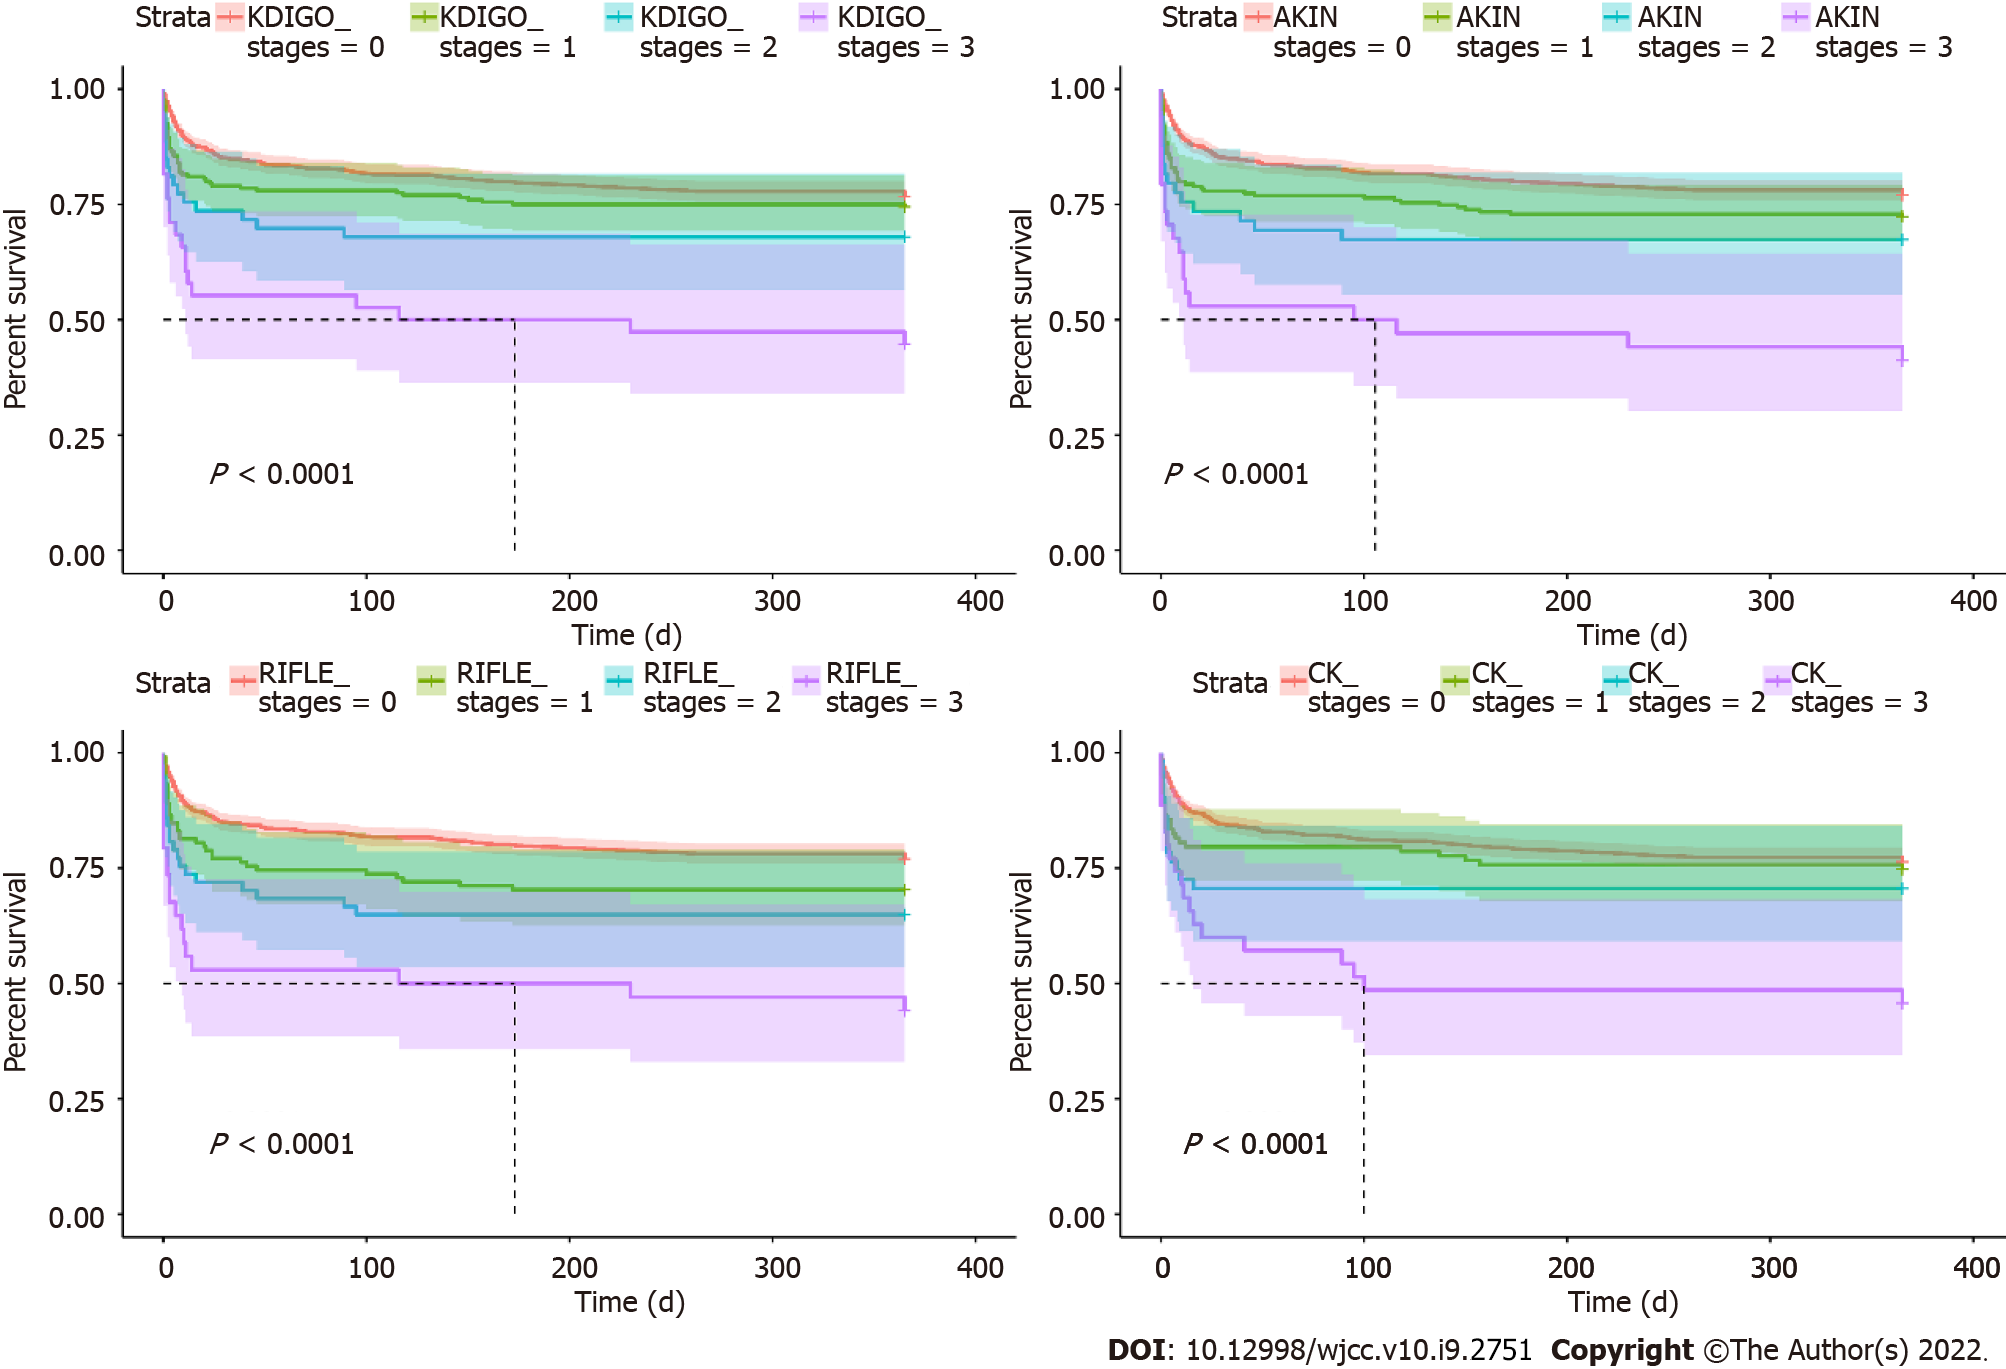 Strata KDIGO_ KDIGO_ KDIGO_ KDIGO_
stages = 0 stages = 1 stages = 2 stages = 3
1.00
0.75
0.50
0.25
0.00
Percent survival
P < 0.0001
0 100 200 300 400
Time (d)
Strata AKIN AKIN AKIN AKIN
stages = 0 stages = 1 stages = 2 stages = 3
1.00
0.75
0.50
0.25
0.00
Percent survival
P < 0.0001
0 100 200 300 400
Time (d)
Strata RIFLE_ RIFLE_ RIFLE_ RIFLE_
stages = 0 stages = 1 stages = 2 stages = 3
1.00
0.75
0.50
0.25
0.00
Percent survival
P < 0.0001
0 100 200 300 400
Time (d)
Strata CK_ CK_ CK_ CK_
stages = 0 stages = 1 stages = 2 stages = 3
1.00
0.75
0.50
0.25
0.00
Percent survival
P < 0.0001
0 100 200 300 400
Time (d)
DOI: 10.12998/wjcc.v10.i9.2751 Copyright ©The Author(s) 2022.